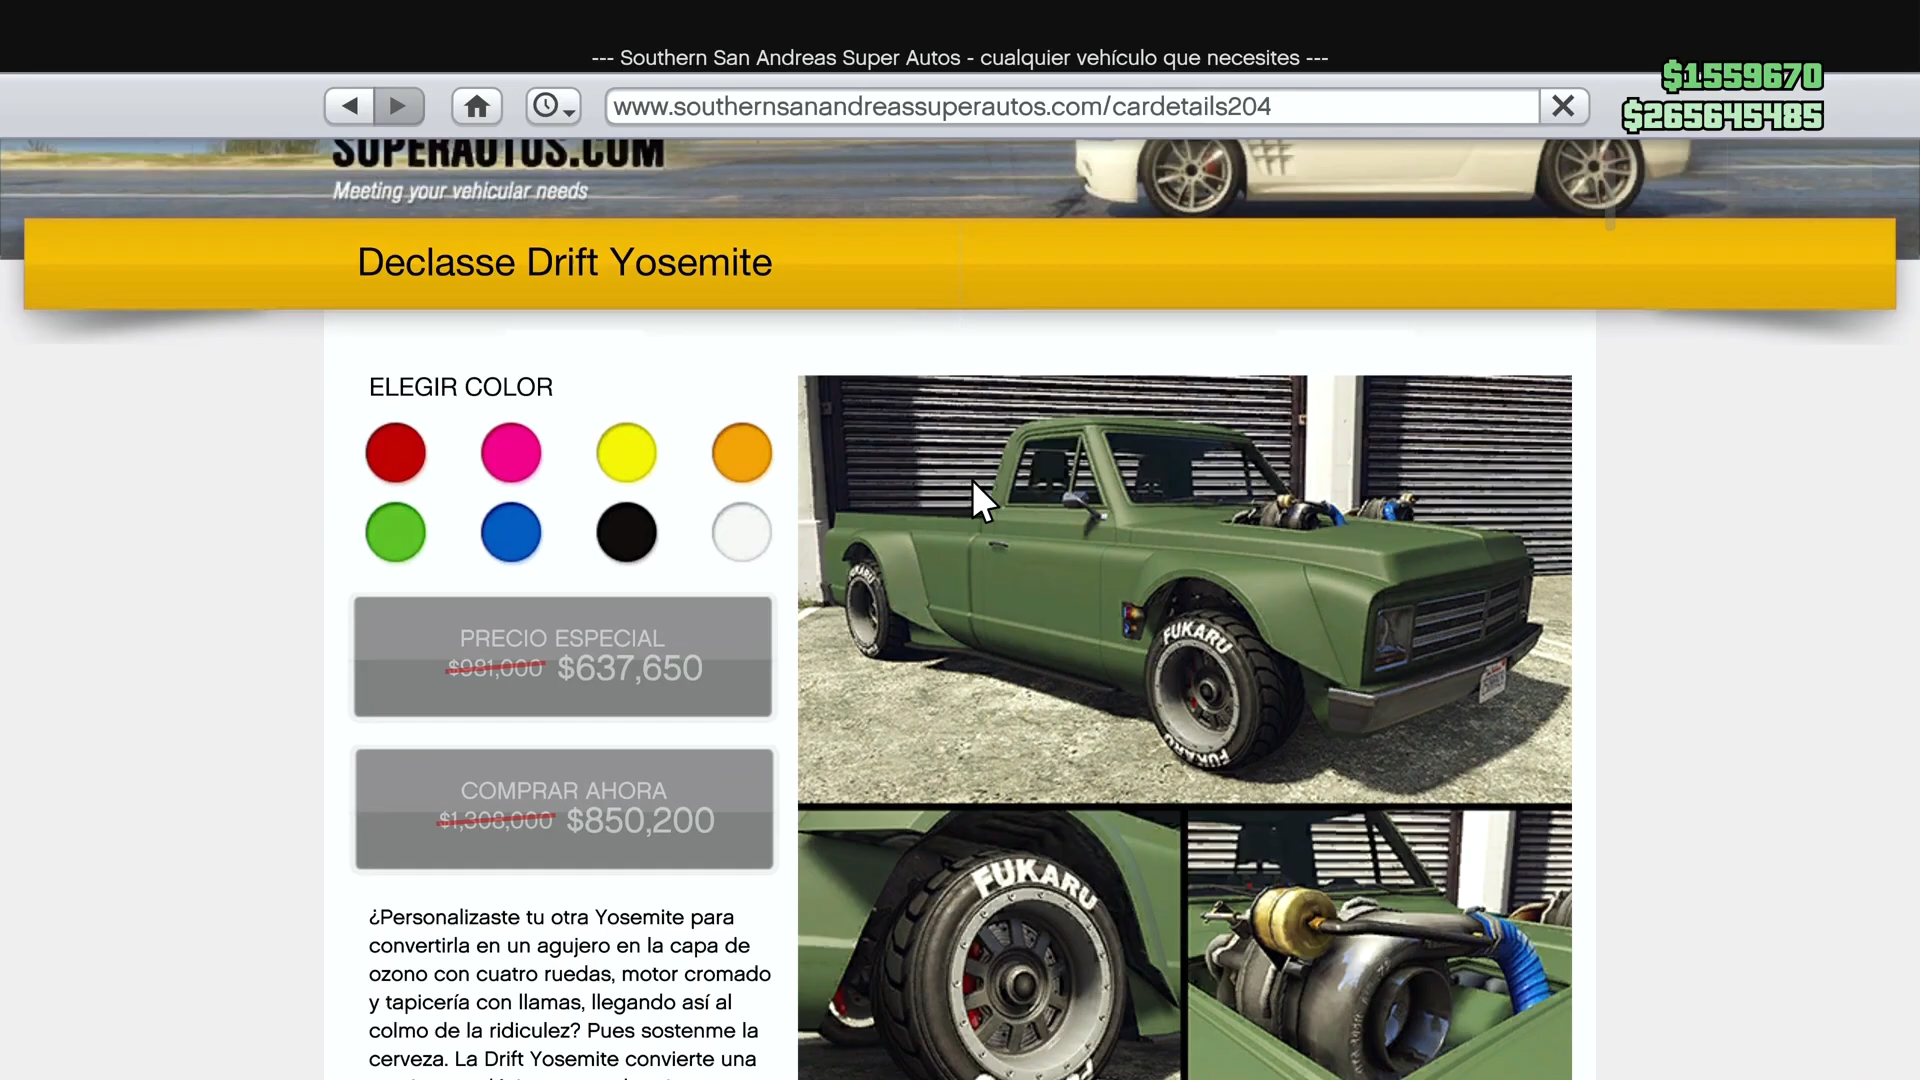 --- Southern San Andreas Super Autos - cualquier vehículo que necesites ---
$1559670
www.southernsanandreassuperautos.com/cardetails204
$265645485
SUPERAUTOS.COM
Meeting your vehicular needs
Declasse Drift Yosemite
ELEGIR COLOR
PRECIO ESPECIAL
$981,000 $637,650
COMPRAR AHORA
$1,308,000 $850,200
¿Personalizaste tu otra Yosemite para
convertirla en un agujero en la capa de
ozono con cuatro ruedas, motor cromado
y tapicería con llamas, llegando así al
colmo de la ridiculez? Pues sostenme la
cerveza. La Drift Yosemite convierte una
FUKARU
FUKARU
FUKARU
FUKARU